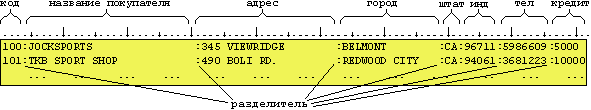 код название покупателя адрес город штат инд тел кредит
100:JOCKSPORTS :345 VIEWRIDGE :BELMONT :CA:96711:5986609:5000
101:TKB SPORT SHOP :490 BOLI RD. :REDWOOD CITY :CA:94061:3681223:10000
... ... ... ... ... ... ... ...
разделитель